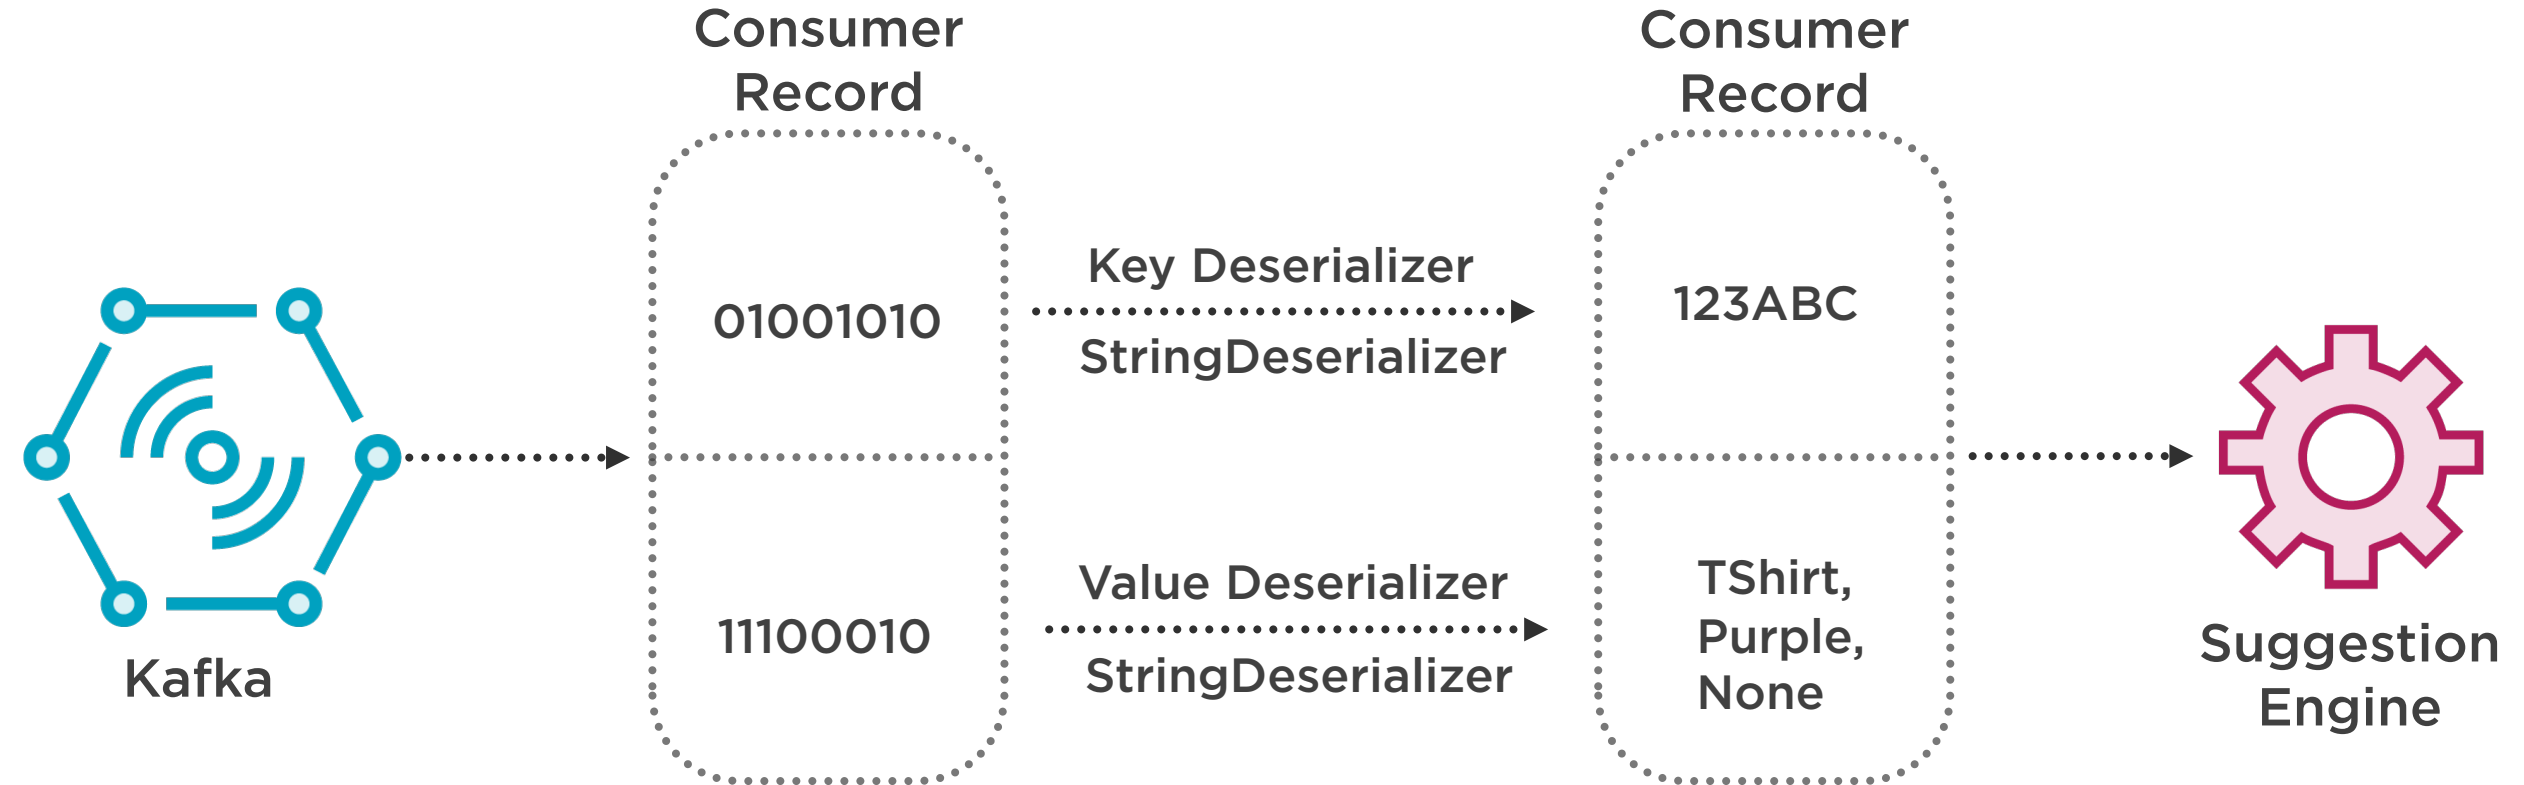 Consumer
Record
Consumer
Record
01001010
Key Deserializer
StringDeserializer
123ABC
11100010
Value Deserializer
StringDeserializer
TShirt,
Purple,
None
Kafka
Suggestion
Engine